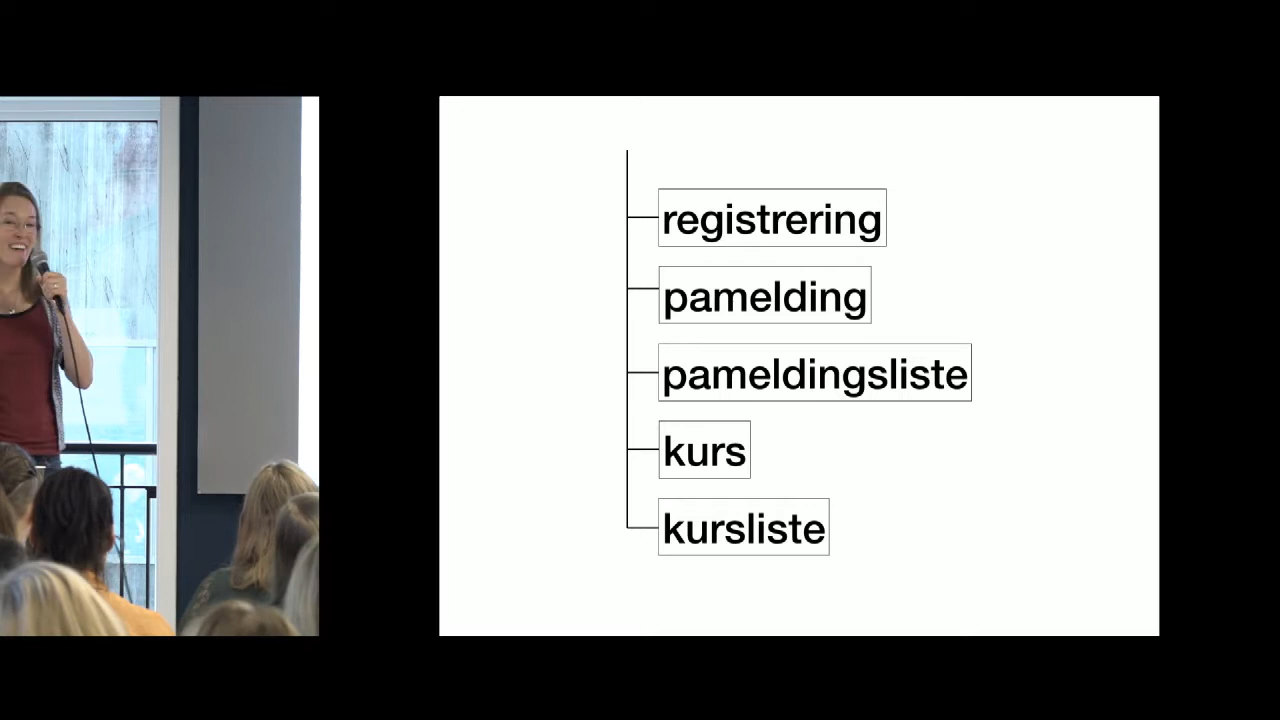 registrering
pamelding
pameldingsliste
kurs
kursliste